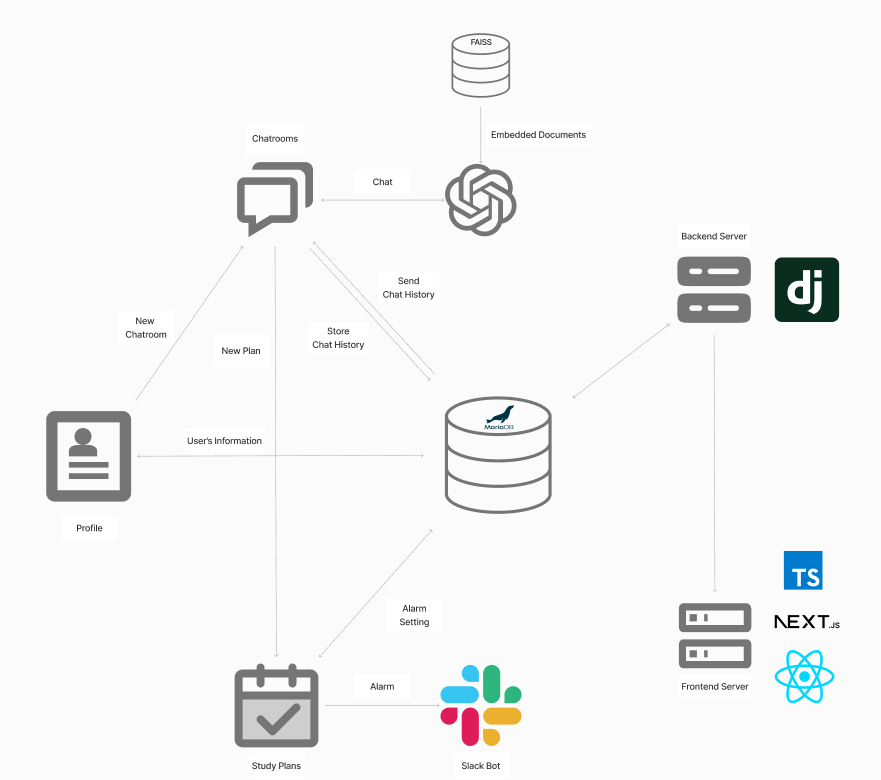 FAISS
Embedded Documents
Chatrooms
Chat
Backend Server
dj
Send
Chat History
New
Chatroom
Store
Chat History
New Plan
MariaDB
User's Information
Profile
TS
Alarm
Setting
NEXT.JS
Alarm
Frontend Server
Study Plans
Slack Bot